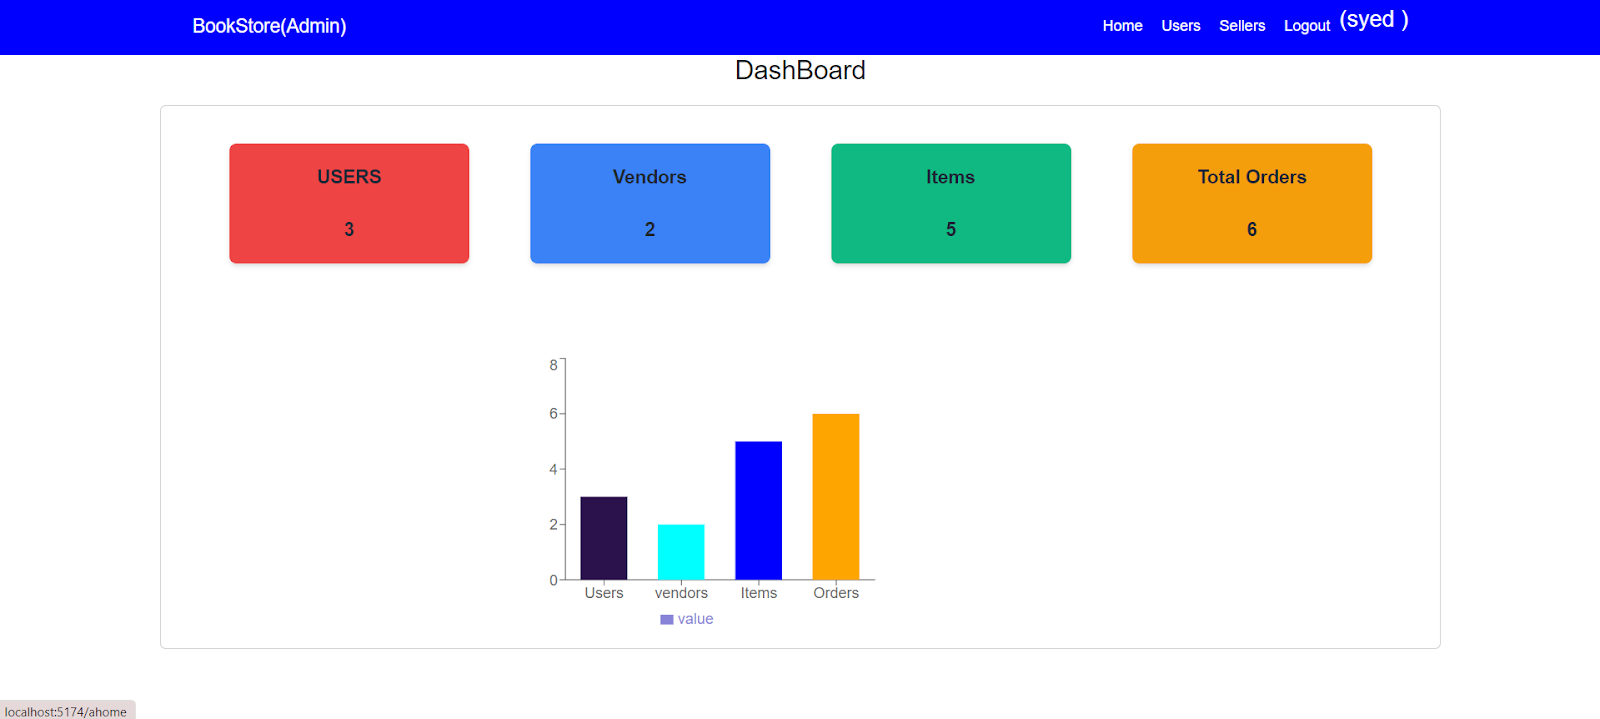 BookStore(Admin) Home Users Sellers Logout (syed )
DashBoard
USERS Vendors Items Total Orders
3 2 5 6
8
6
4
2
0
Users vendors Items Orders
value
localhost:5174/ahome